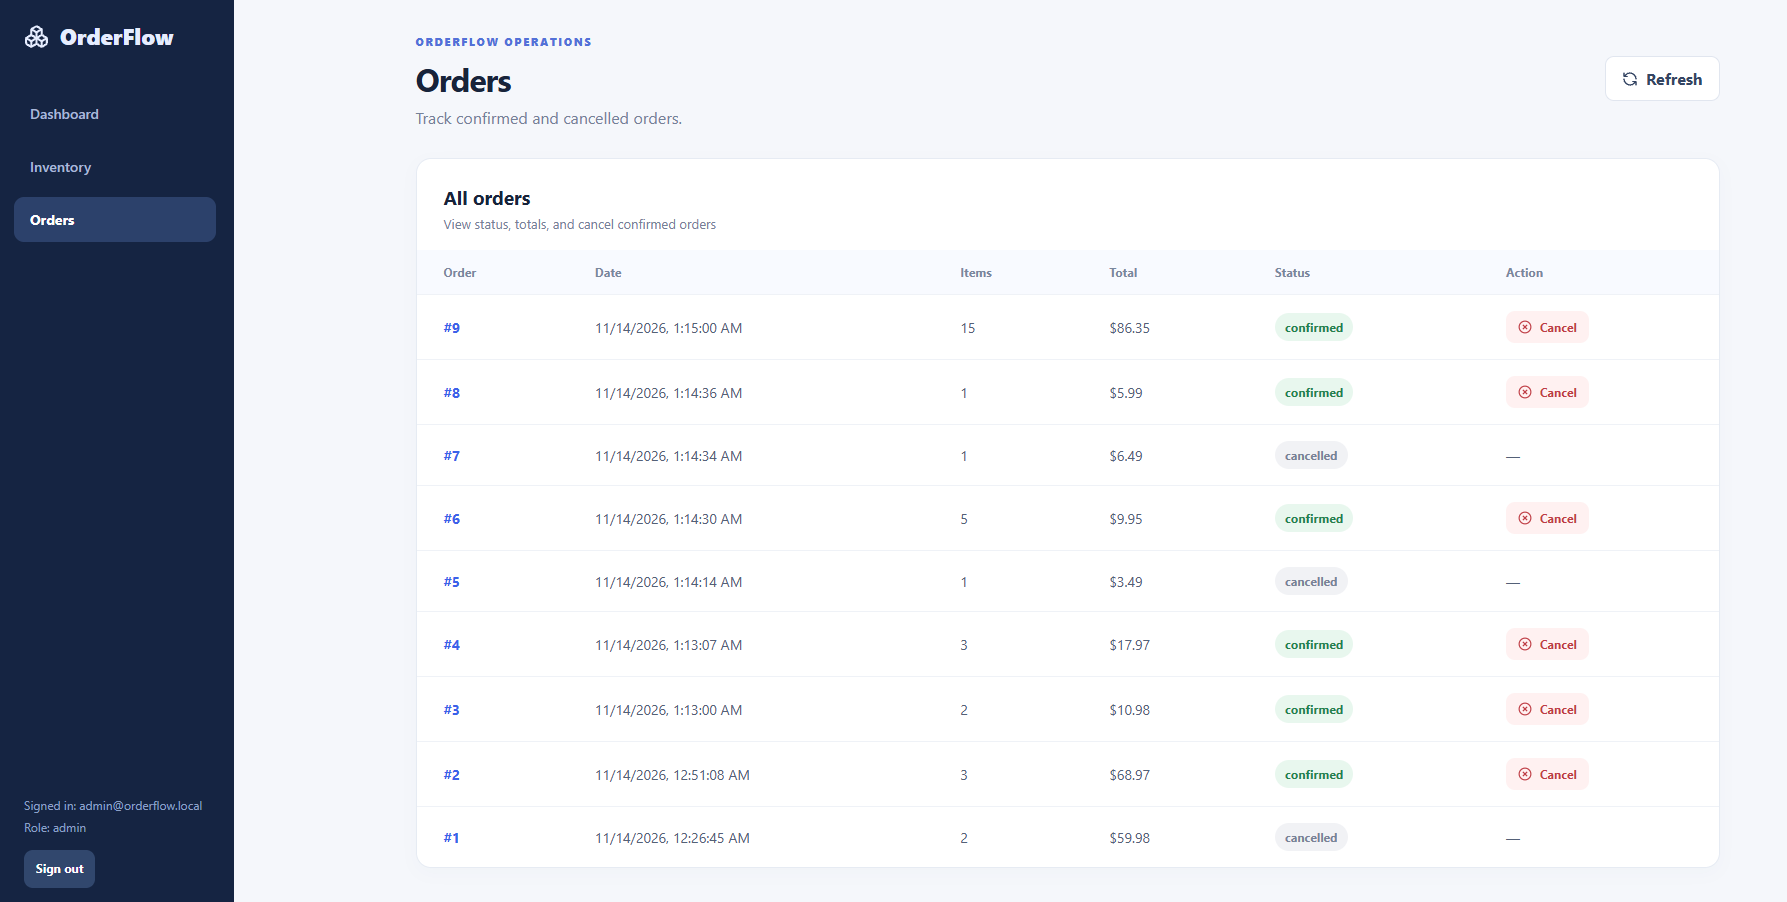 OrderFlow
Dashboard
Inventory
Orders
Signed in: admin@orderflow.local
Role: admin
Sign out
ORDERFLOW OPERATIONS
Orders
Track confirmed and cancelled orders.
Refresh
All orders
View status, totals, and cancel confirmed orders
Order Date Items Total Status Action
#9 11/14/2026, 1:15:00 AM 15 $86.35 confirmed Cancel
#8 11/14/2026, 1:14:36 AM 1 $5.99 confirmed Cancel
#7 11/14/2026, 1:14:34 AM 1 $6.49 cancelled —
#6 11/14/2026, 1:14:30 AM 5 $9.95 confirmed Cancel
#5 11/14/2026, 1:14:14 AM 1 $3.49 cancelled —
#4 11/14/2026, 1:13:07 AM 3 $17.97 confirmed Cancel
#3 11/14/2026, 1:13:00 AM 2 $10.98 confirmed Cancel
#2 11/14/2026, 12:51:08 AM 3 $68.97 confirmed Cancel
#1 11/14/2026, 12:26:45 AM 2 $59.98 cancelled —